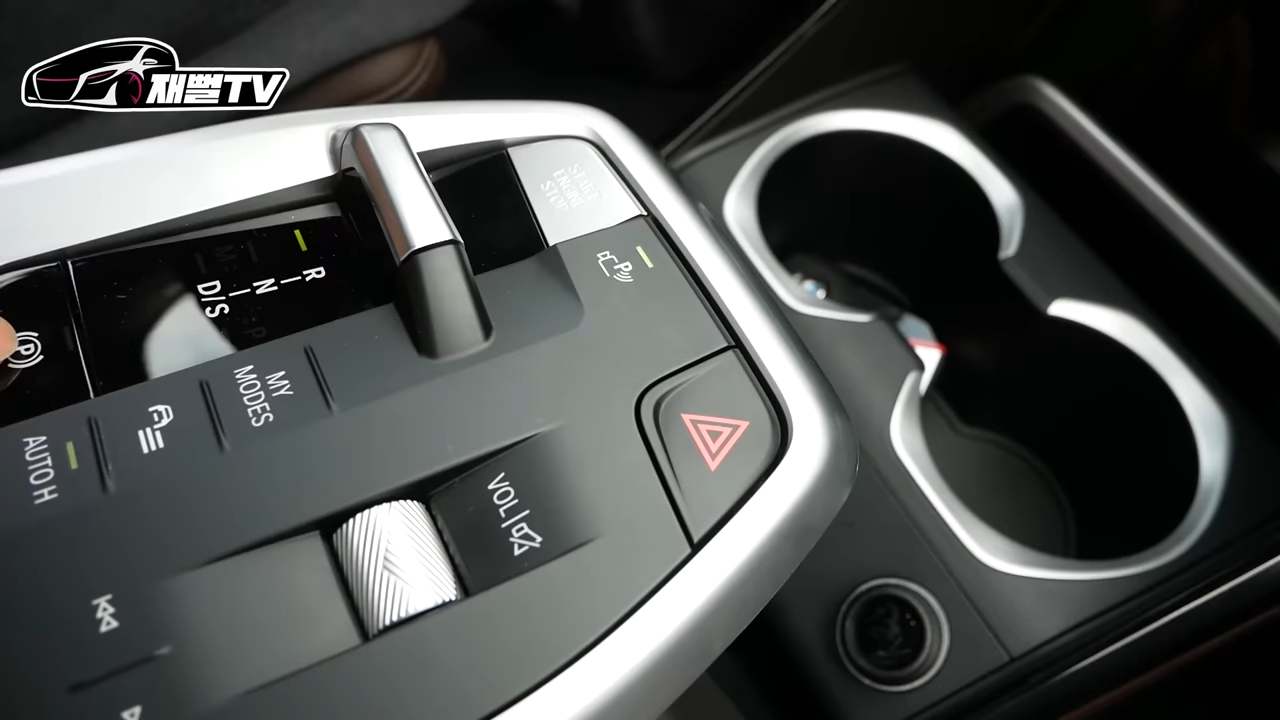 재뻘TV
START
ENGINE
STOP
P
R
N
D/S
P
MY
MODES
AUTO H
VOL